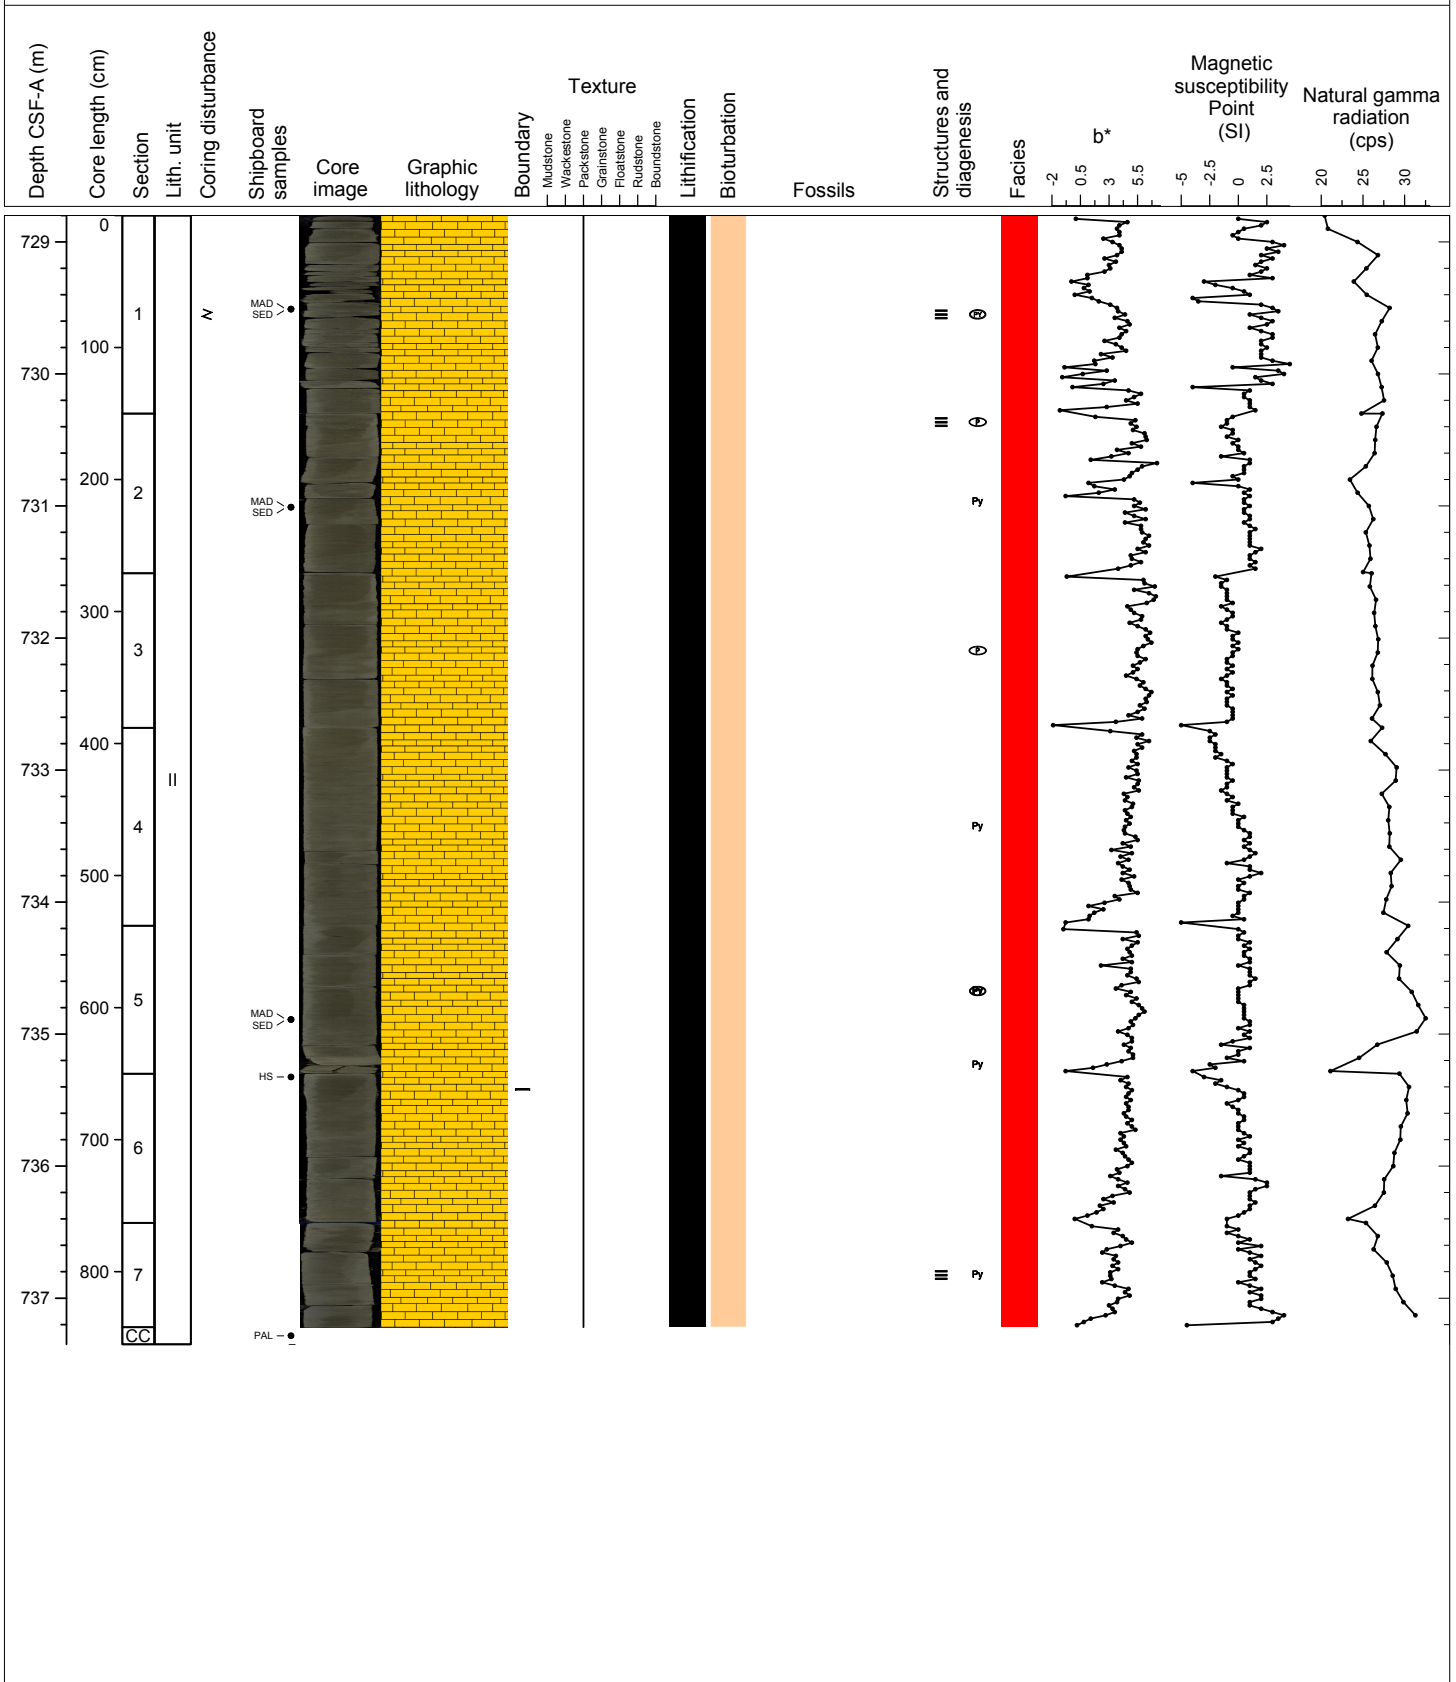 Depth CSF-A (m)
Core length (cm)
Section
Lith. unit
Coring disturbance
Shipboard
samples
Core
image
Graphic
lithology
Boundary
Texture
Mudstone
Wackestone
Packstone
Grainstone
Floatstone
Rudstone
Boundstone
Lithification
Bioturbation
Fossils
Structures and
diagenesis
Facies
b*
-2 0.5 3 5.5
Magnetic
susceptibility
Point
(SI)
-5 -2.5 0 2.5
Natural gamma
radiation
(cps)
20 25 30
0
729
MAD
SED
1
Py
100
730
P
200
2
MAD
SED
731
Py
300
732
3
P
400
733
II
4
Py
500
734
5
Py
600
MAD
SED
735
Py
HS
700
6
736
800
7
Py
737
CC
PAL